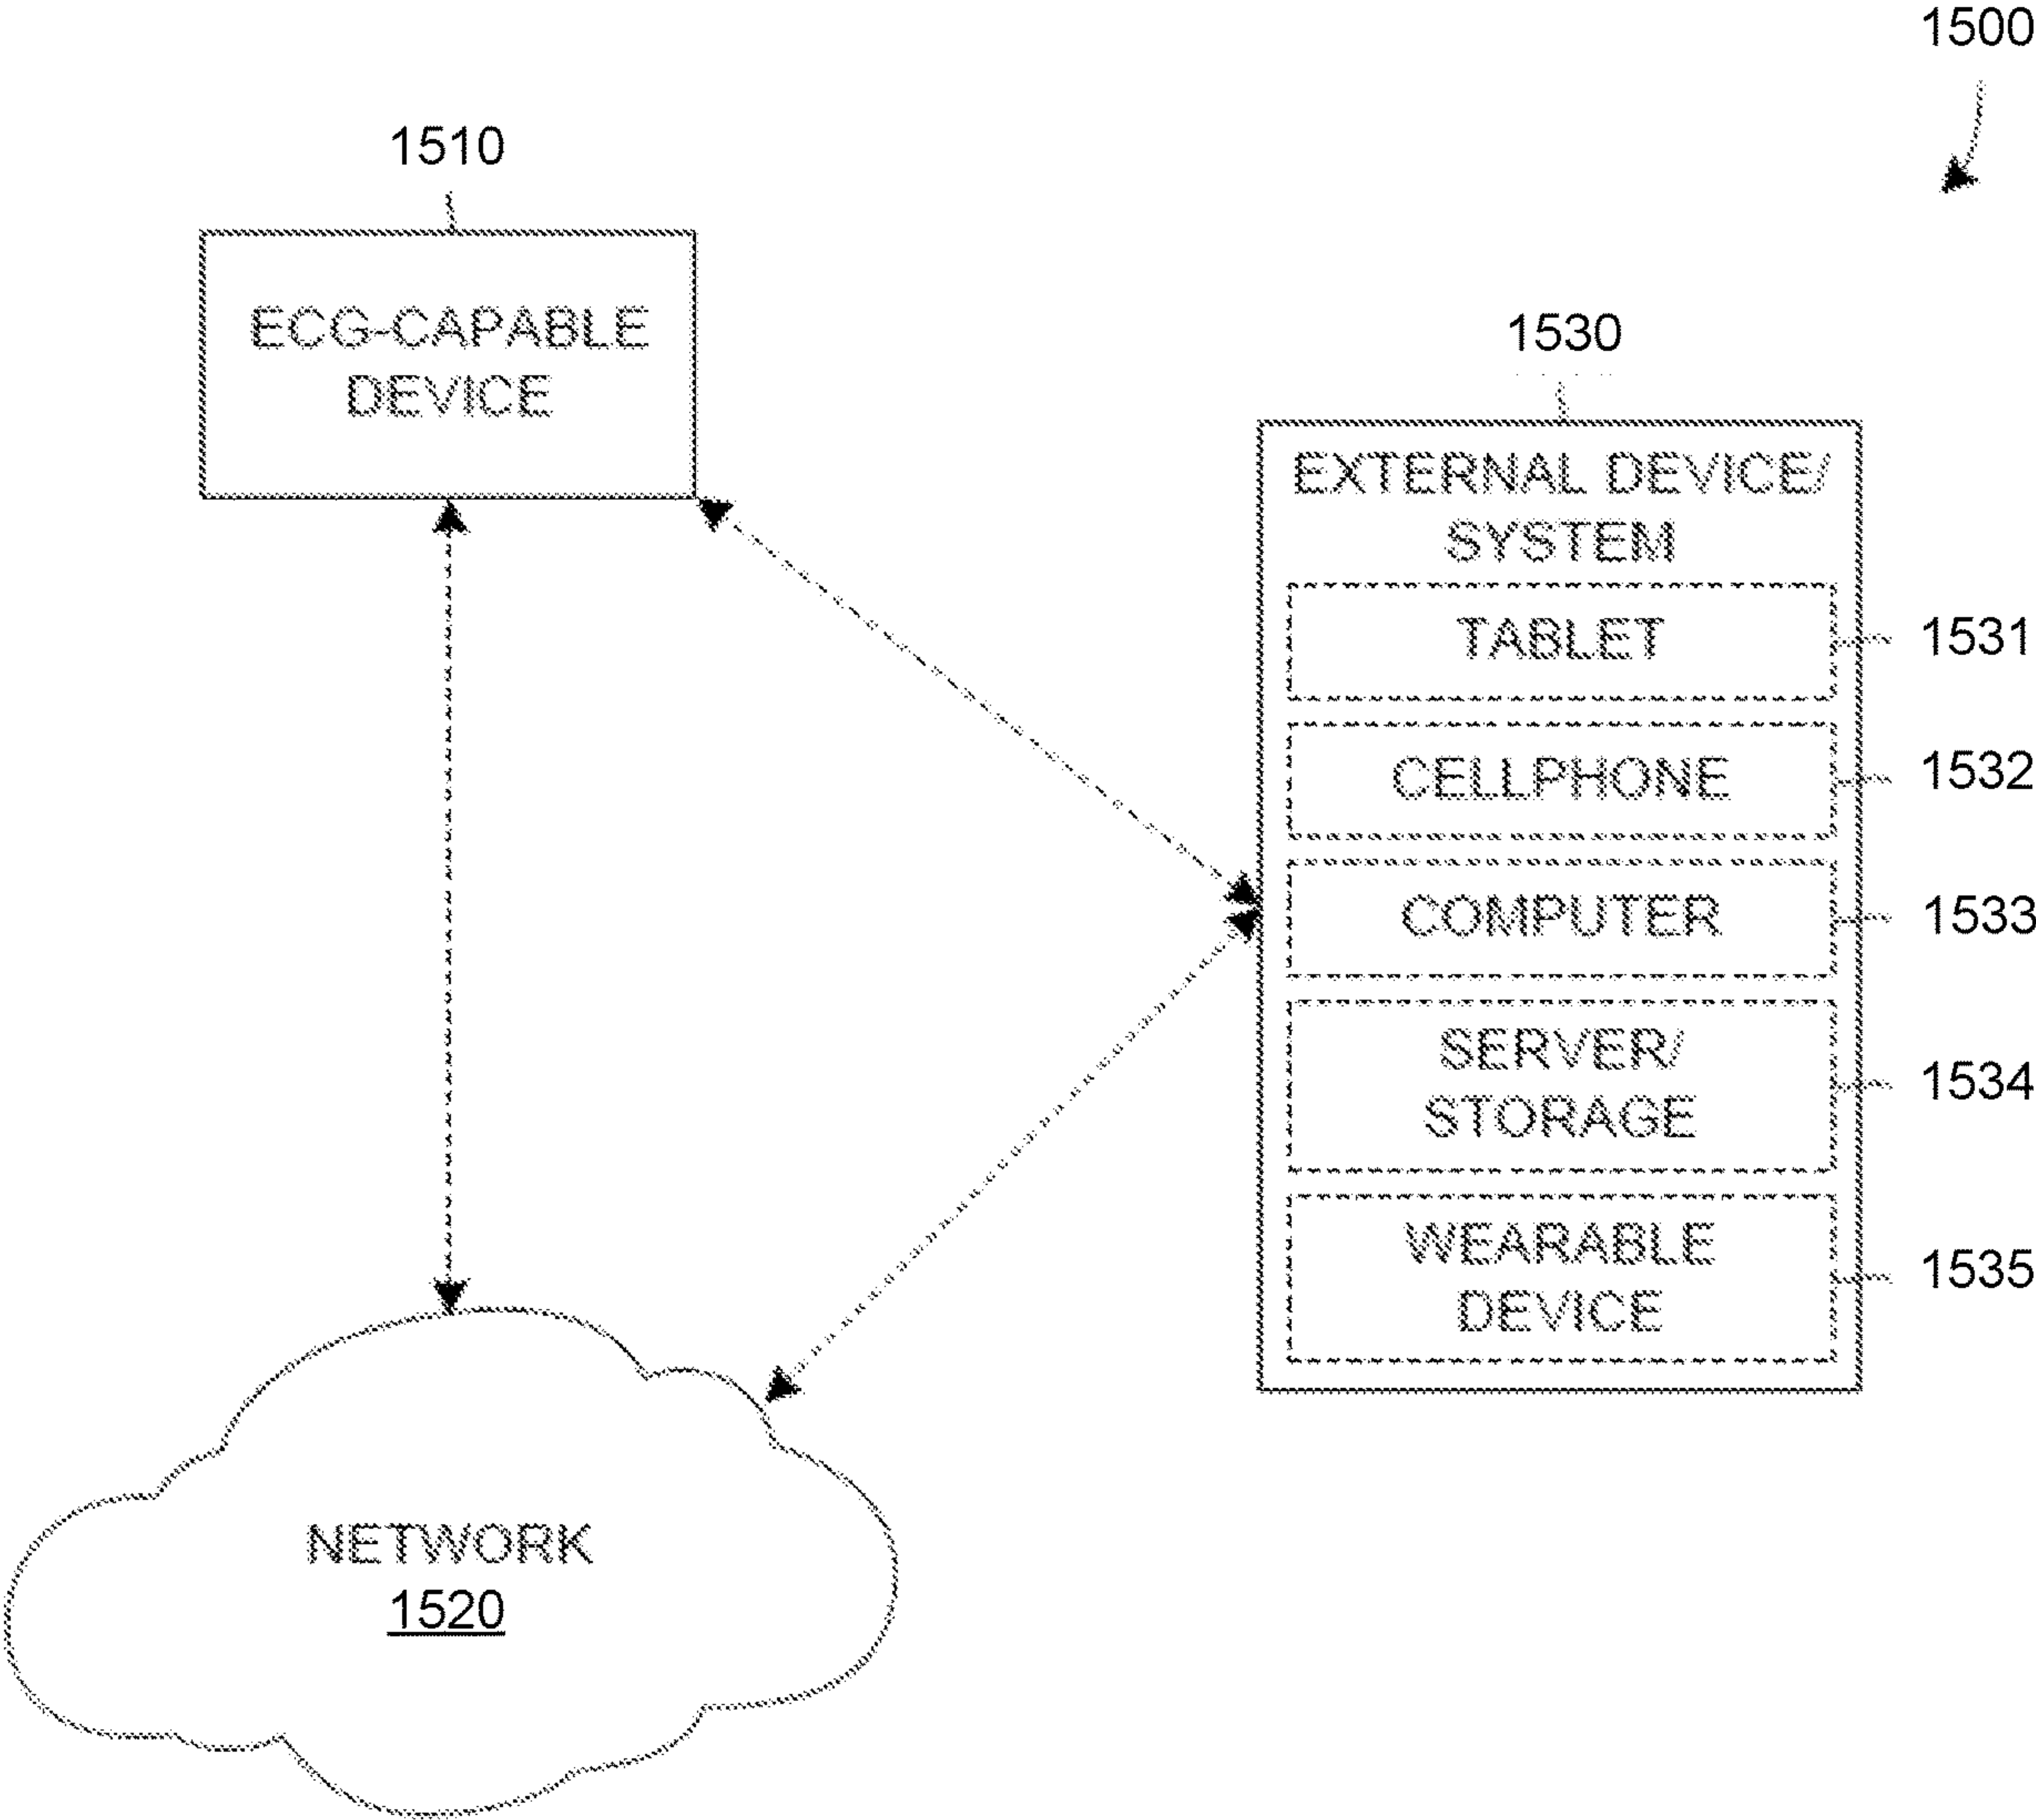 1500
1510
ECG-CAPABLE
DEVICE
1530
EXTERNAL DEVICE/
SYSTEM
TABLET
1531
CELLPHONE
1532
COMPUTER
1533
SERVER/
STORAGE
1534
WEARABLE
DEVICE
1535
NETWORK
1520